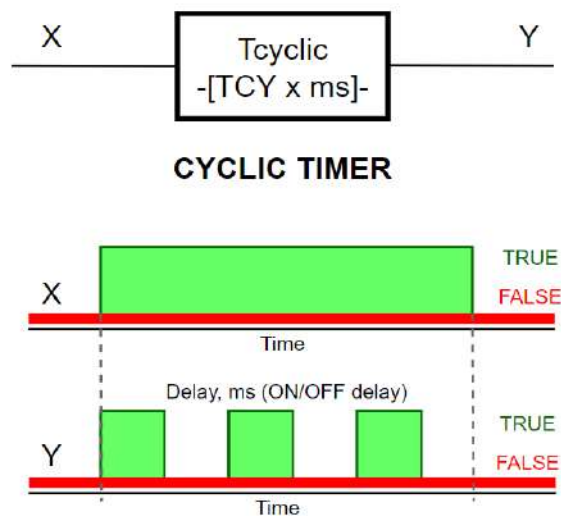 X
Y
Tcyclic
-[TCY x ms]-
CYCLIC TIMER
TRUE
X
FALSE
Time
Delay, ms (ON/OFF delay)
TRUE
Y
FALSE
Time